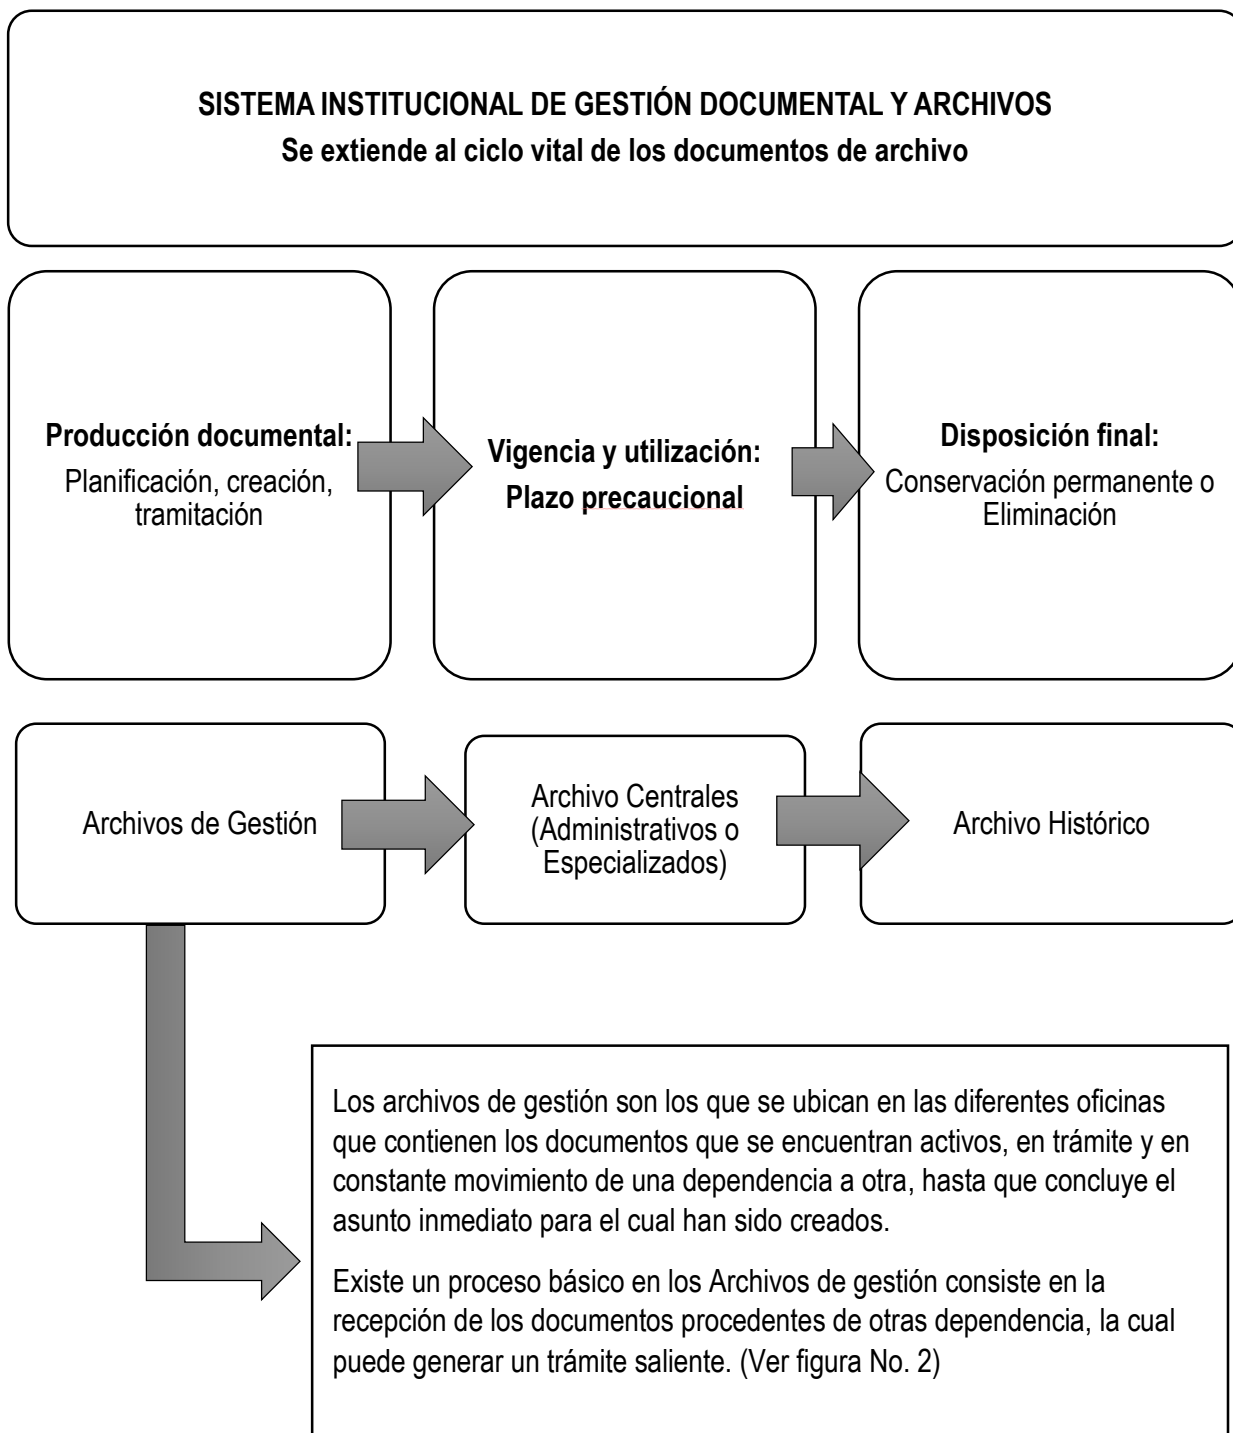 SISTEMA INSTITUCIONAL DE GESTIÓN DOCUMENTAL Y ARCHIVOS
Se extiende al ciclo vital de los documentos de archivo
Producción documental:
Planificación, creación,
tramitación
Vigencia y utilización:
Plazo precaucional
Disposición final:
Conservación permanente o
Eliminación
Archivos de Gestión
Archivo Centrales
(Administrativos o
Especializados)
Archivo Histórico
Los archivos de gestión son los que se ubican en las diferentes oficinas
que contienen los documentos que se encuentran activos, en trámite y en
constante movimiento de una dependencia a otra, hasta que concluye el
asunto inmediato para el cual han sido creados.
Existe un proceso básico en los Archivos de gestión consiste en la
recepción de los documentos procedentes de otras dependencia, la cual
puede generar un trámite saliente. (Ver figura No. 2)